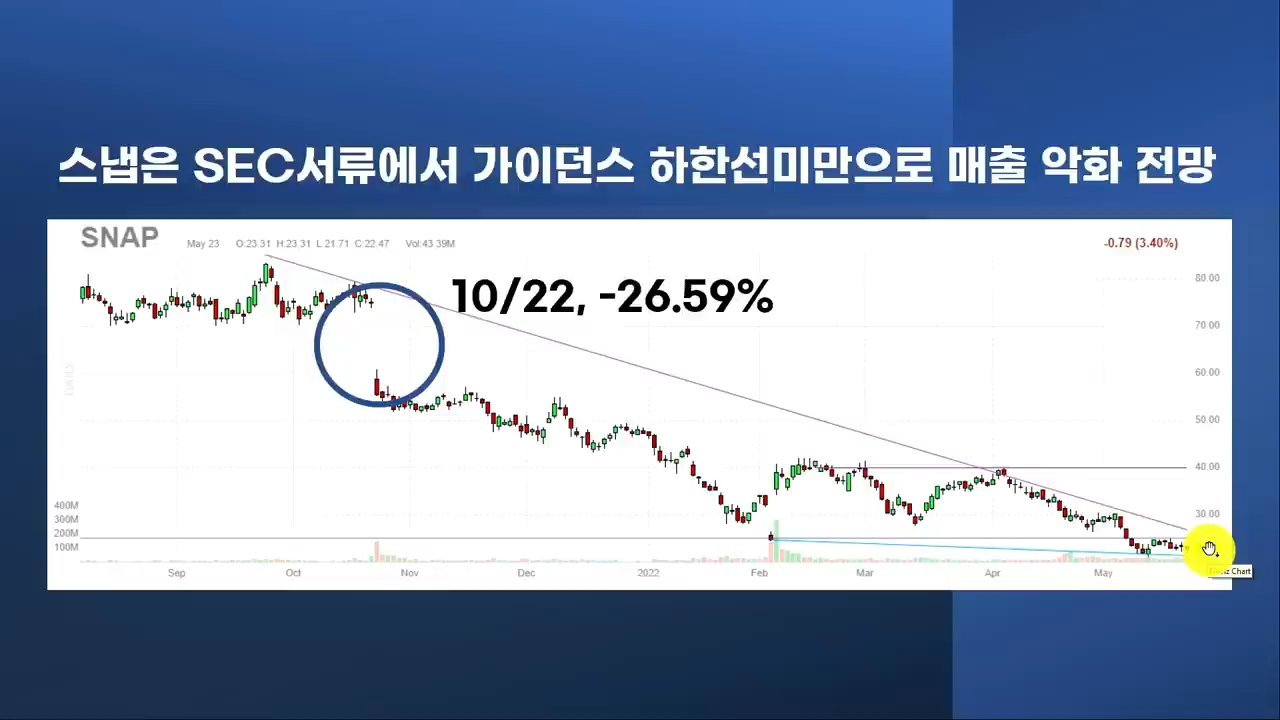 스냅은 SEC서류에서 가이던스 하한선미만으로 매출 악화 전망
SNAP May 23 O:23.31 H:23.31 L:21.71 C:22.47 Vol:43.39M -0.79 (3.40%)
10/22, -26.59%
DAILY
80.00
70.00
60.00
50.00
40.00
30.00
400M
300M
200M
100M
Sep Oct Nov Dec 2022 Feb Mar Apr May
Chart